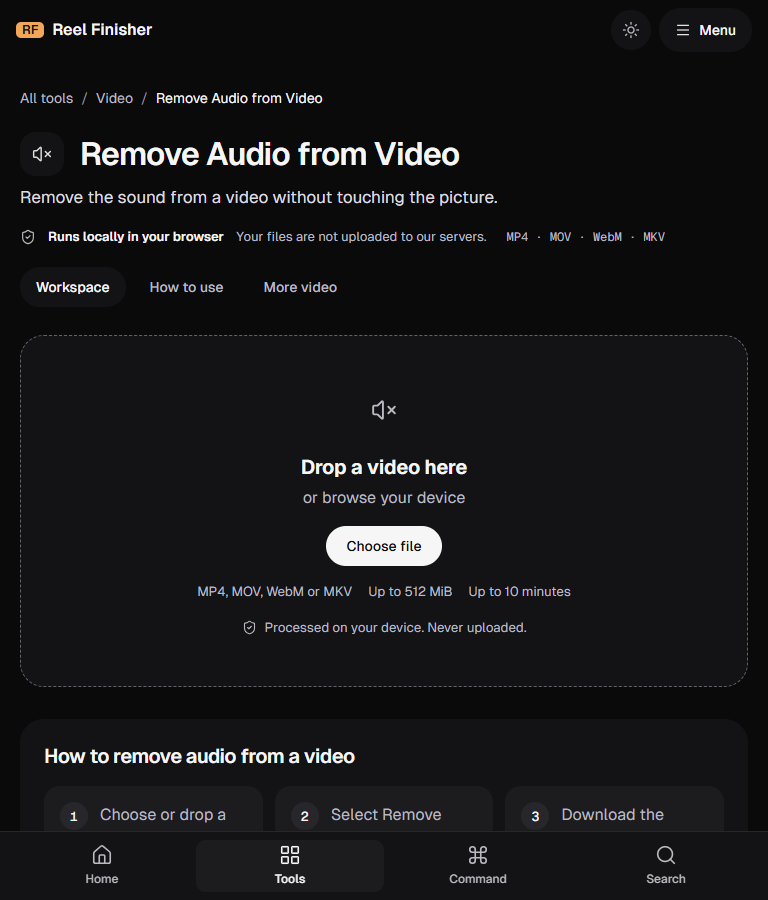 RF Reel Finisher
Menu
All tools / Video / Remove Audio from Video
Remove Audio from Video
Remove the sound from a video without touching the picture.
Runs locally in your browser Your files are not uploaded to our servers. MP4 · MOV · WebM · MKV
Workspace How to use More video
Drop a video here
or browse your device
Choose file
MP4, MOV, WebM or MKV Up to 512 MiB Up to 10 minutes
Processed on your device. Never uploaded.
How to remove audio from a video
1 Choose or drop a
2 Select Remove
3 Download the
Home Tools Command Search